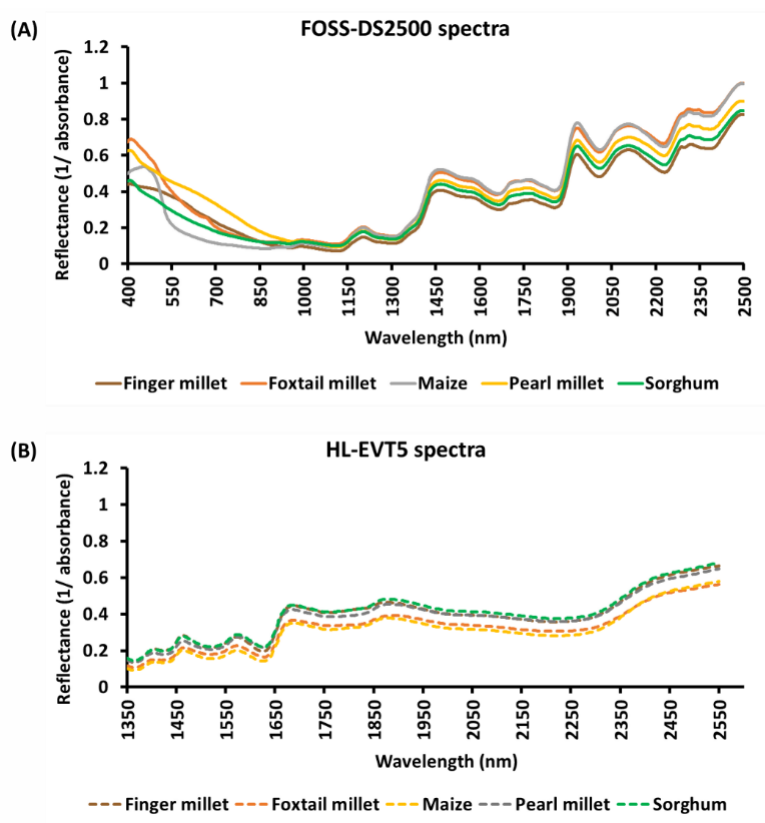 (A)
FOSS-DS2500 spectra
Reflectance (1/ absorbance)
1.2
1
0.8
0.6
0.4
0.2
0
400 550 700 850 1000 1150 1300 1450 1600 1750 1900 2050 2200 2350 2500
Wavelength (nm)
Finger millet Foxtail millet Maize Pearl millet Sorghum
(B)
HL-EVT5 spectra
Reflectance (1/ absorbance)
1.2
1
0.8
0.6
0.4
0.2
0
1350 1450 1550 1650 1750 1850 1950 2050 2150 2250 2350 2450 2550
Wavelength (nm)
Finger millet Foxtail millet Maize Pearl millet Sorghum